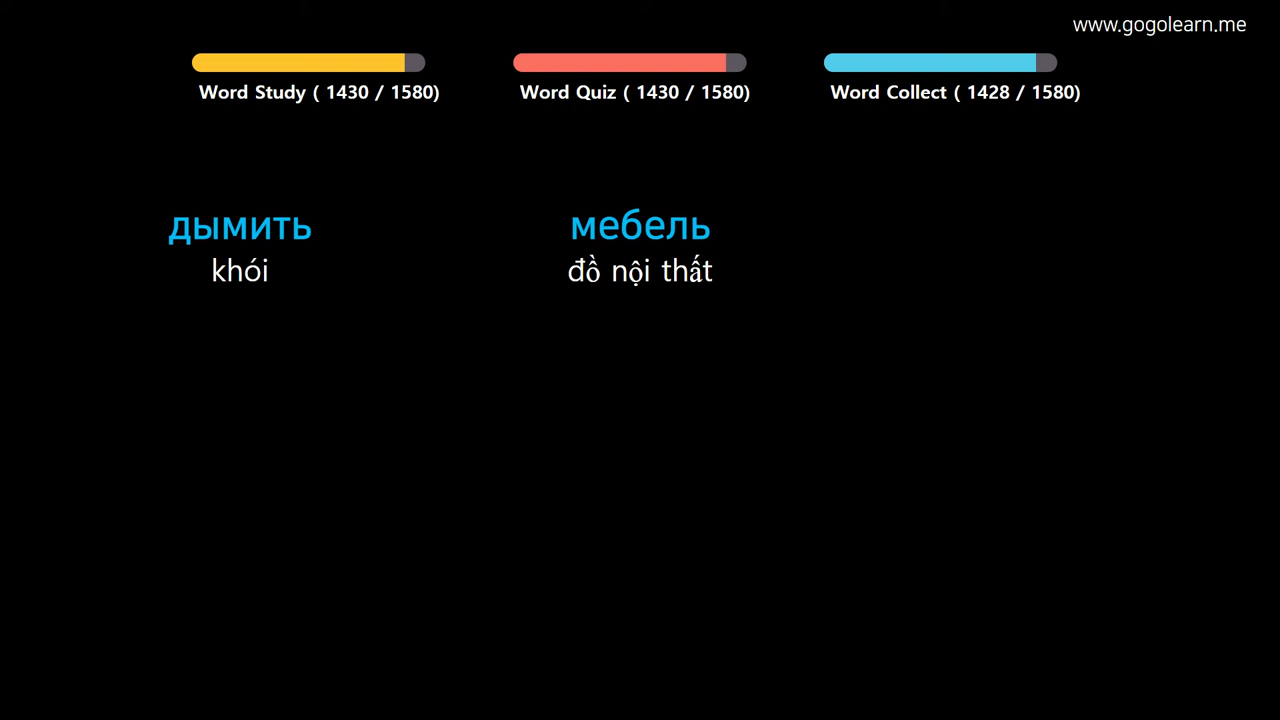 www.gogolearn.me
Word Study ( 1430 / 1580)
Word Quiz ( 1430 / 1580)
Word Collect ( 1428 / 1580)
дымить
мебель
khói
đồ nội thất